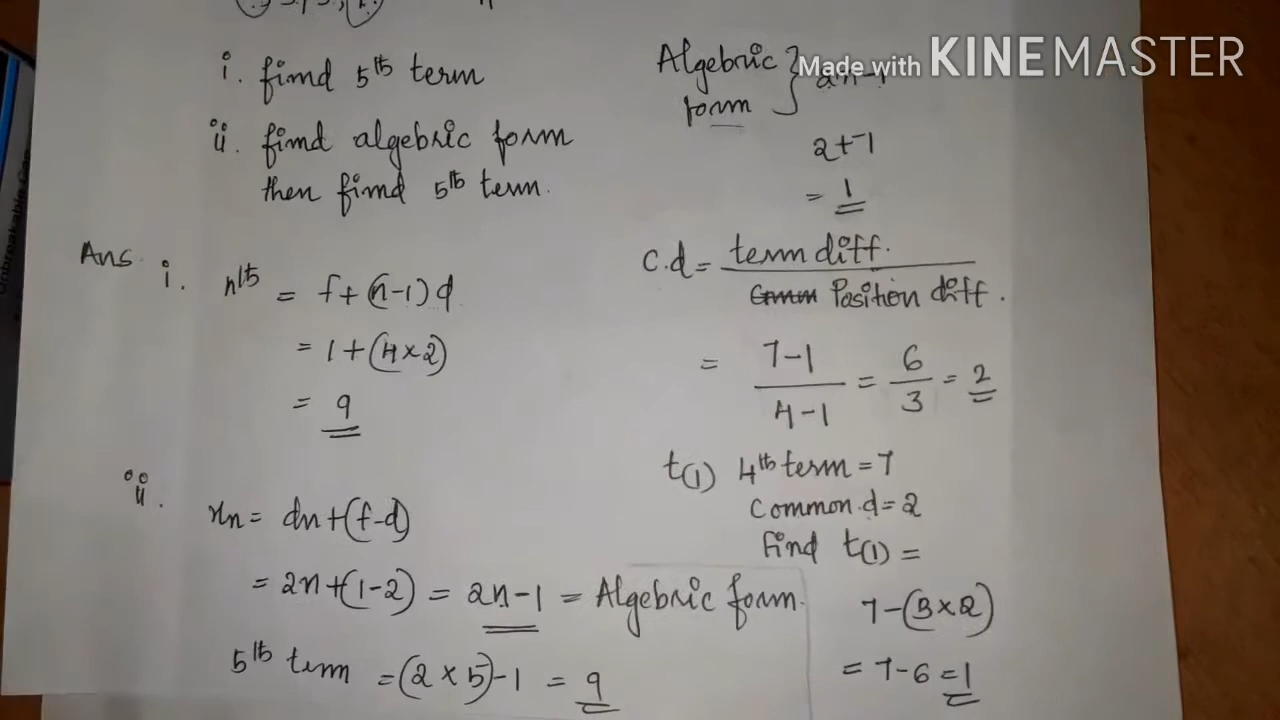 i. find 5th term
ii. find algebric form
then find 5th term.
Ans i. nth = f+(n-1)d
= 1+(4×2)
= 9
ii. xn = dn+(f-d)
= 2n+(1-2) = 2n-1 = Algebric form.
5th term = (2×5)-1 = 9
Algebric form } 2n-1
Made with KINEMASTER
2+-1
= 1
c.d = term diff. / Position diff.
= 7-1 / 4-1 = 6/3 = 2
t(1) 4th term = 7
Common.d = 2
Find t(1) =
7-(3×2)
= 7-6 = 1